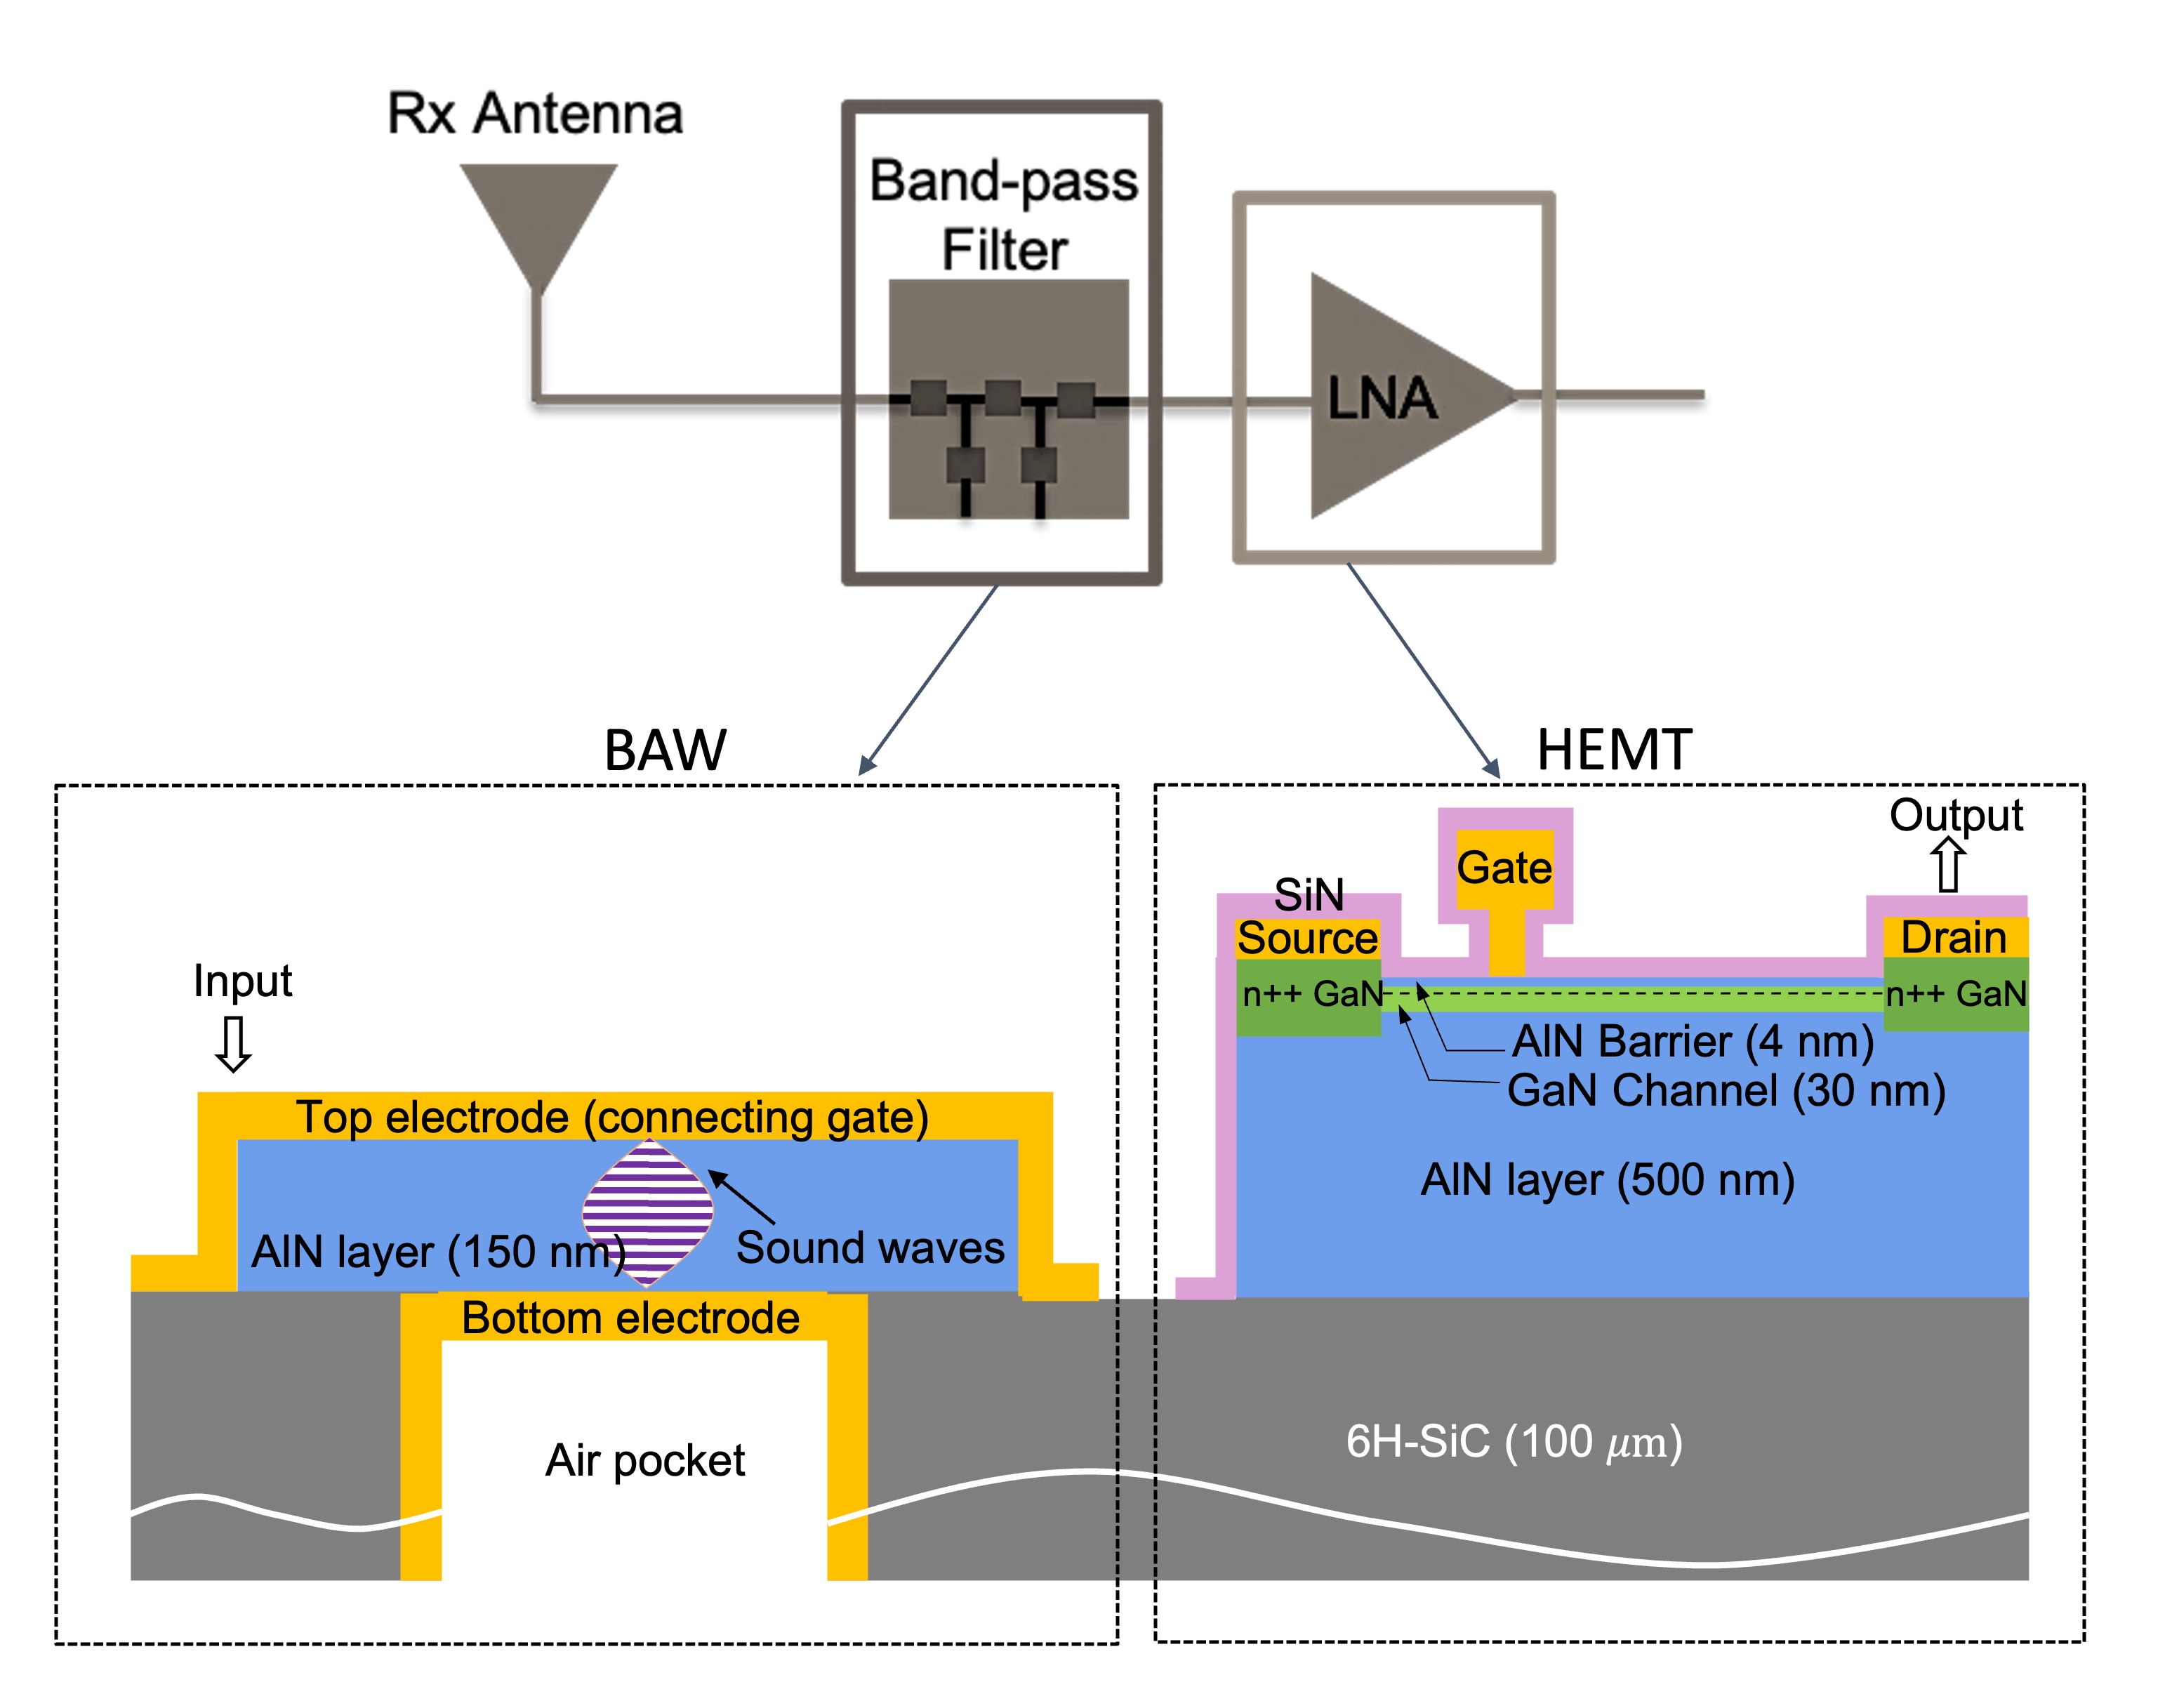 Rx Antenna
Band-pass
Filter
LNA
BAW
HEMT
Output
Gate
SiN
Source
Drain
Input
n++ GaN
n++ GaN
AlN Barrier (4 nm)
GaN Channel (30 nm)
Top electrode (connecting gate)
AlN layer (500 nm)
AlN layer (150 nm)
Sound waves
Bottom electrode
Air pocket
6H-SiC (100 μm)